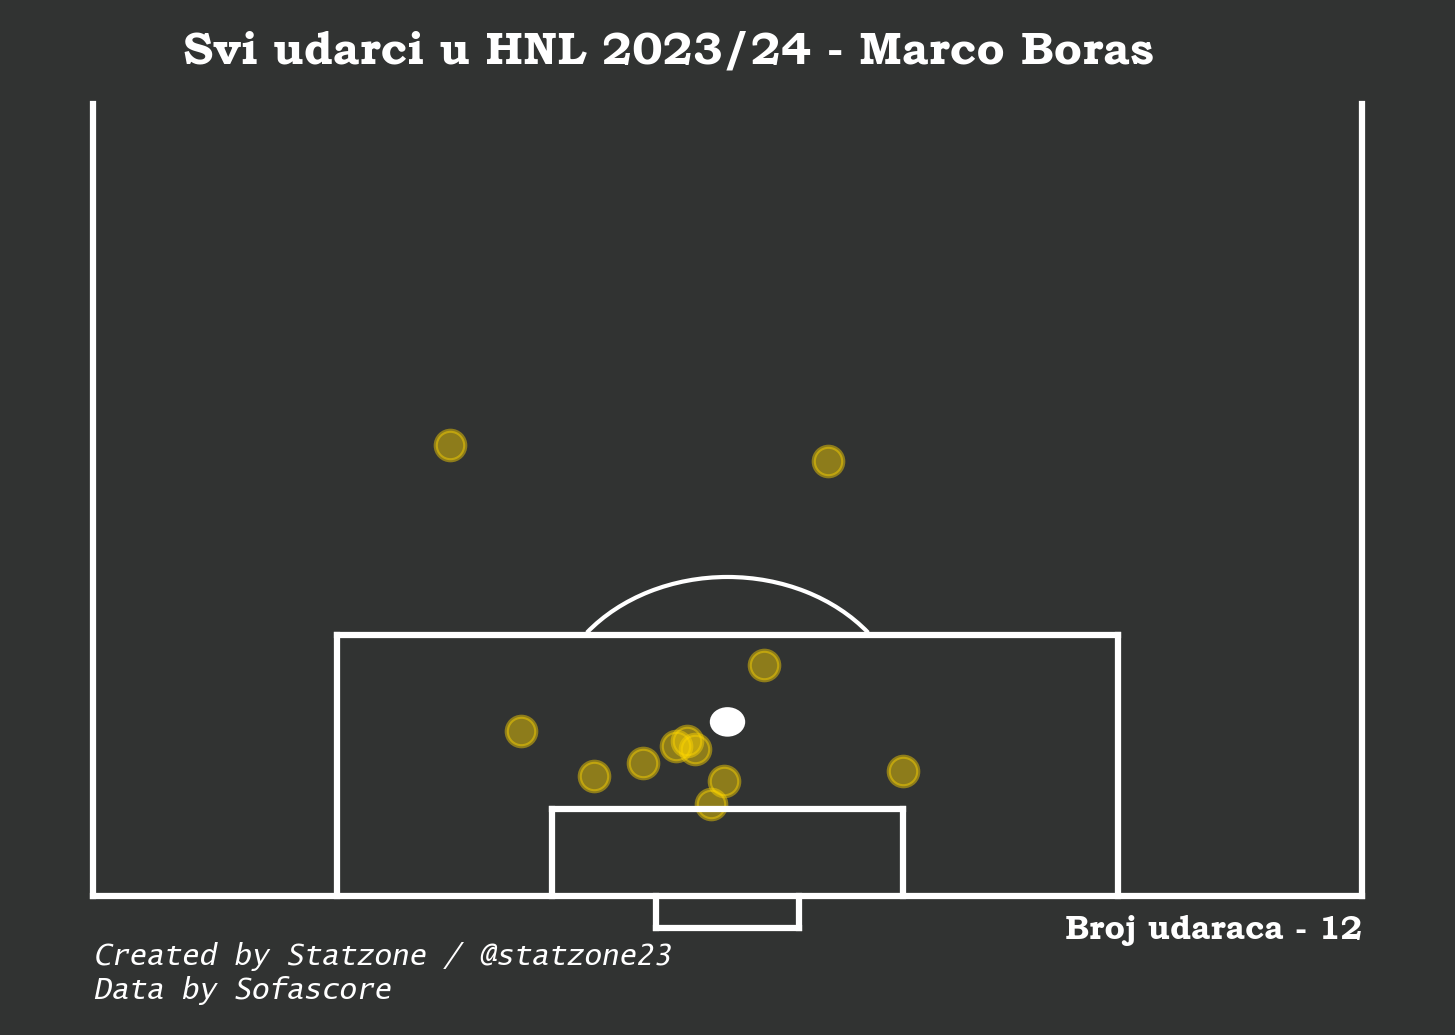 Svi udarci u HNL 2023/24 - Marco Boras
Broj udaraca - 12
Created by Statzone / @statzone23
Data by Sofascore